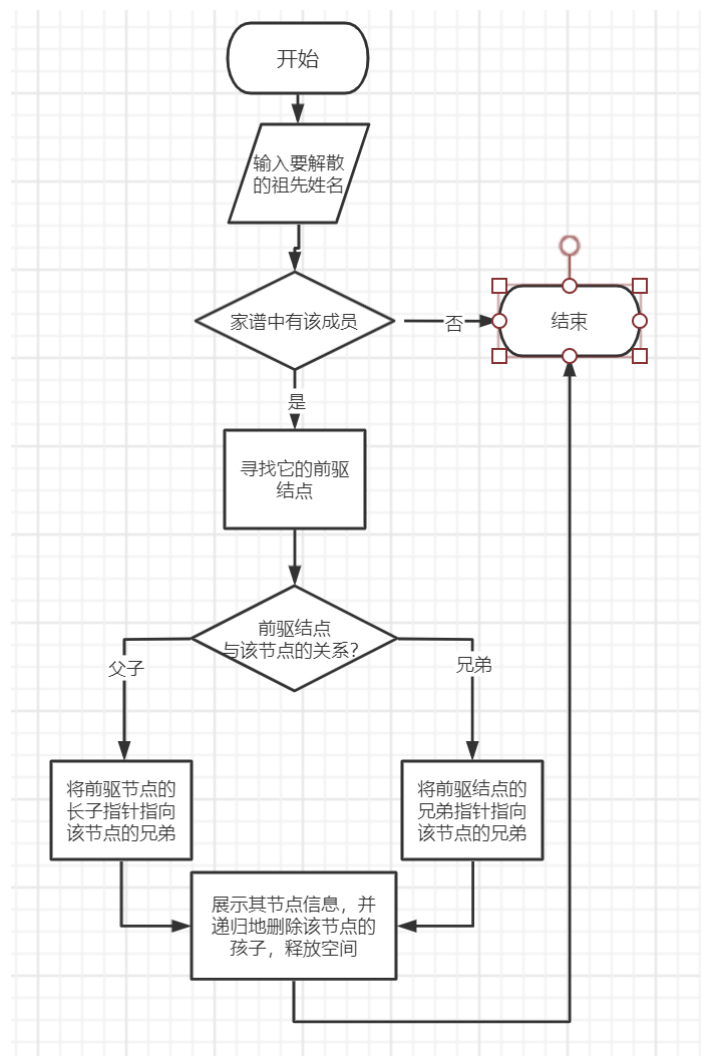 开始
输入要解散
的祖先姓名
家谱中有该成员
否
结束
是
寻找它的前驱
结点
前驱结点
与该节点的关系?
父子
兄弟
将前驱节点的
长子指针指向
该节点的兄弟
将前驱结点的
兄弟指针指向
该节点的兄弟
展示其节点信息，并
递归地删除该节点的
孩子，释放空间